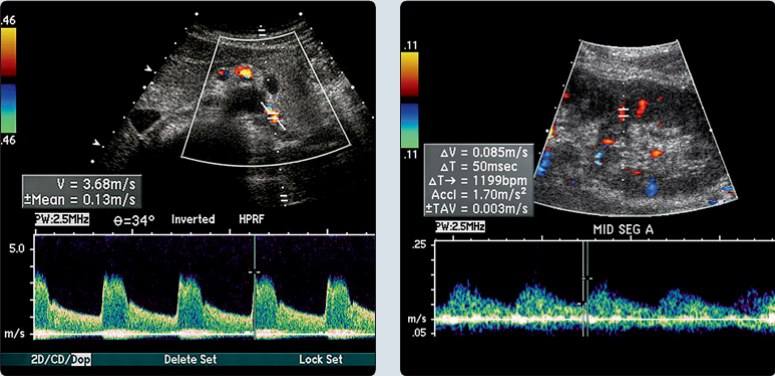 .46
.46
V = 3.68m/s
±Mean = 0.13m/s
PW:2.5MHz θ=34° Inverted HPRF
5.0
m/s
2D/CD/Dop Delete Set Lock Set
.11
.11
ΔV = 0.085m/s
ΔT = 50msec
ΔT→ = 1199bpm
Accl = 1.70m/s²
±TAV = 0.003m/s
PW:2.5MHz
MID SEG A
.25
m/s
.05